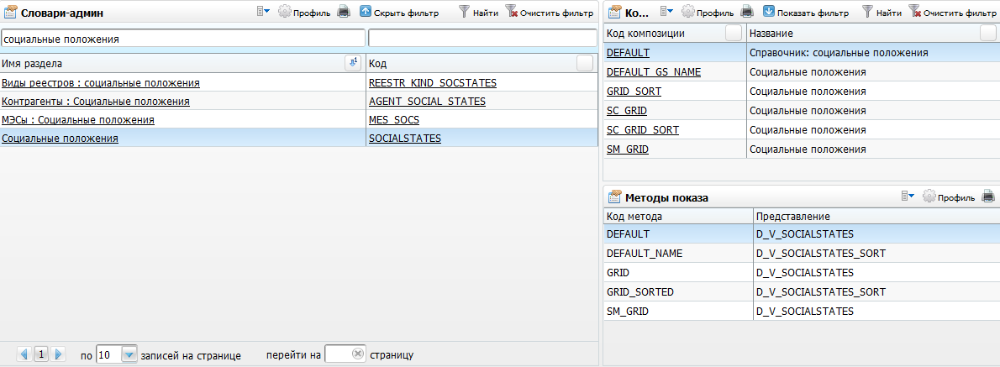 Словари-админ
Профиль
Скрыть фильтр
Найти
Очистить фильтр
социальные положения
Имя раздела
Код
Виды реестров : социальные положения
REESTR_KIND_SOCSTATES
Контрагенты : Социальные положения
AGENT_SOCIAL_STATES
МЭСы : Социальные положения
MES_SOCS
Социальные положения
SOCIALSTATES
1
по
10
записей на странице
перейти на
страницу
Ко...
Профиль
Показать фильтр
Найти
Очистить фильтр
Код композиции
Название
DEFAULT
Справочник: социальные положения
DEFAULT_GS_NAME
Социальные положения
GRID_SORT
Социальные положения
SC_GRID
Социальные положения
SC_GRID_SORT
Социальные положения
SM_GRID
Социальные положения
Методы показа
Профиль
Код метода
Представление
DEFAULT
D_V_SOCIALSTATES
DEFAULT_NAME
D_V_SOCIALSTATES_SORT
GRID
D_V_SOCIALSTATES
GRID_SORTED
D_V_SOCIALSTATES_SORT
SM_GRID
D_V_SOCIALSTATES